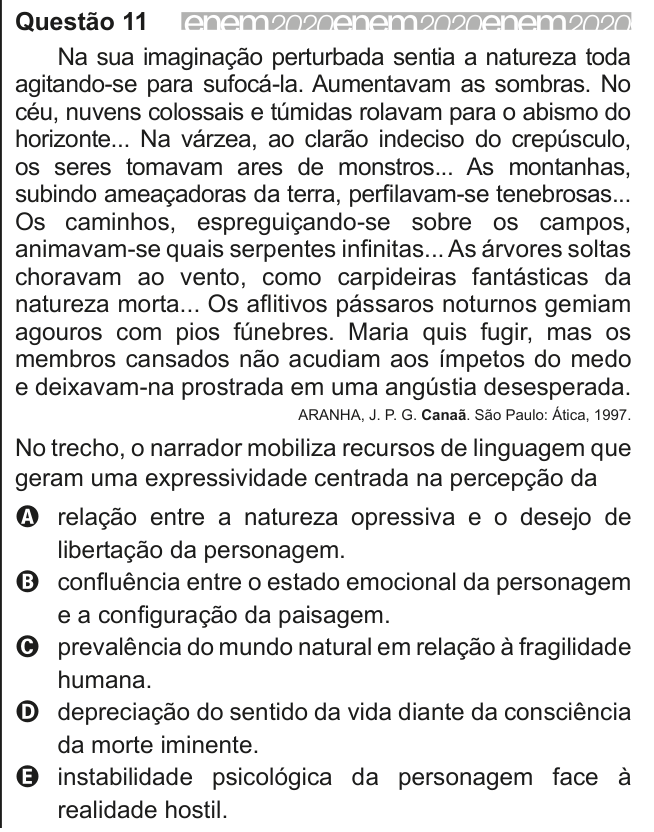 Questão 11 enem2020enem2020enem2020
Na sua imaginação perturbada sentia a natureza toda
agitando-se para sufocá-la. Aumentavam as sombras. No
céu, nuvens colossais e túmidas rolavam para o abismo do
horizonte... Na várzea, ao clarão indeciso do crepúsculo,
os seres tomavam ares de monstros... As montanhas,
subindo ameaçadoras da terra, perfilavam-se tenebrosas...
Os caminhos, espreguiçando-se sobre os campos,
animavam-se quais serpentes infinitas... As árvores soltas
choravam ao vento, como carpideiras fantásticas da
natureza morta... Os aflitivos pássaros noturnos gemiam
agouros com pios fúnebres. Maria quis fugir, mas os
membros cansados não acudiam aos ímpetos do medo
e deixavam-na prostrada em uma angústia desesperada.
ARANHA, J. P. G. Canaã. São Paulo: Ática, 1997.
No trecho, o narrador mobiliza recursos de linguagem que
geram uma expressividade centrada na percepção da
A relação entre a natureza opressiva e o desejo de
libertação da personagem.
B confluência entre o estado emocional da personagem
e a configuração da paisagem.
C prevalência do mundo natural em relação à fragilidade
humana.
D depreciação do sentido da vida diante da consciência
da morte iminente.
E instabilidade psicológica da personagem face à
realidade hostil.